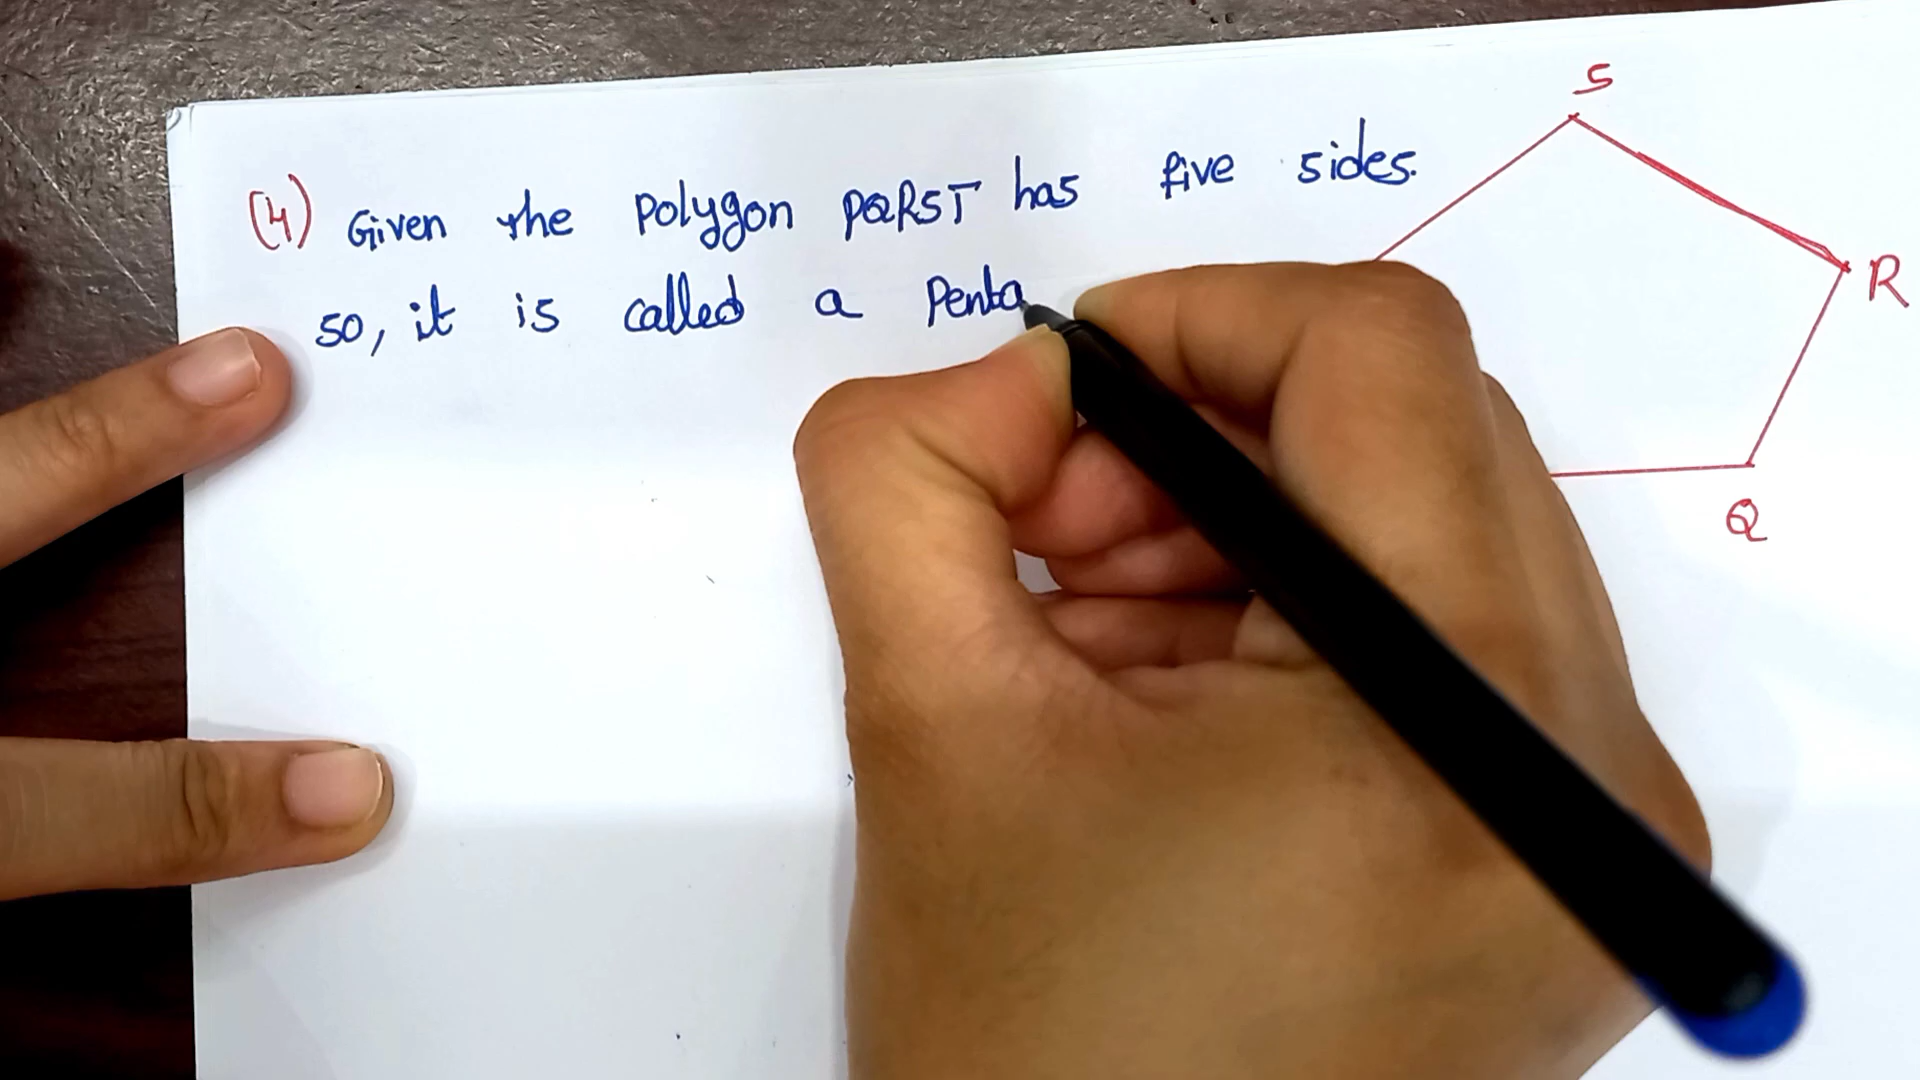 (4) Given the polygon PQRST has five sides.
so, it is called a Penta
S
R
Q